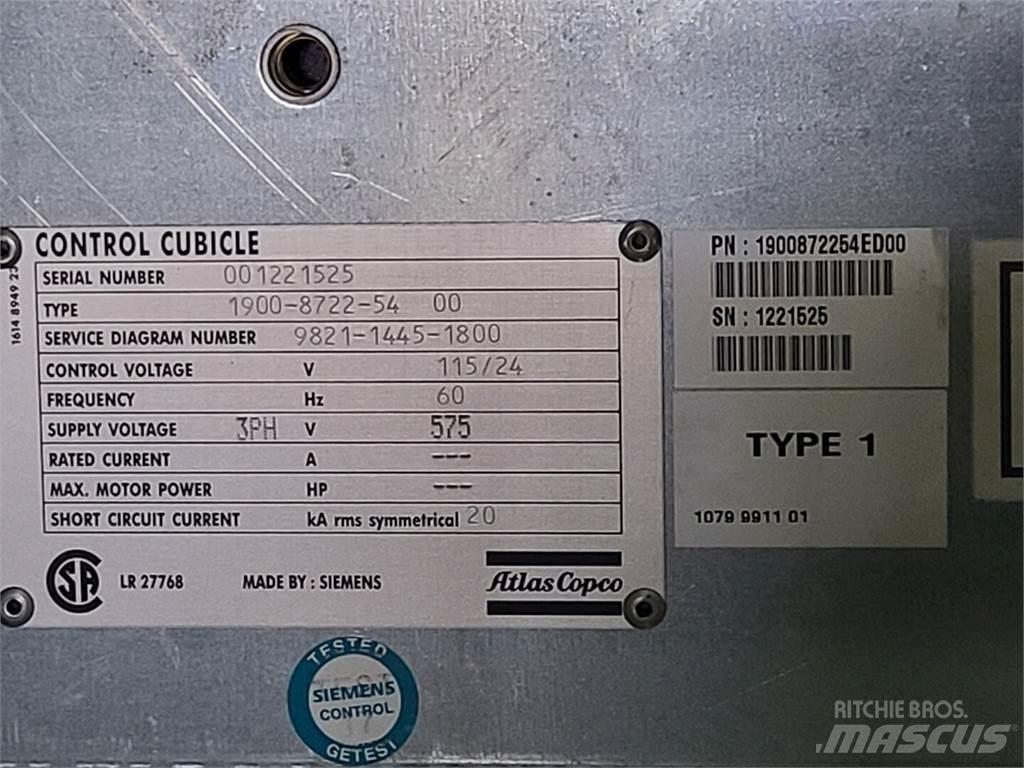 CONTROL CUBICLE
SERIAL NUMBER 001221525
TYPE 1900-8722-54 00
SERVICE DIAGRAM NUMBER 9821-1445-1800
CONTROL VOLTAGE V 115/24
FREQUENCY Hz 60
SUPPLY VOLTAGE 3PH V 575
RATED CURRENT A ---
MAX. MOTOR POWER HP ---
SHORT CIRCUIT CURRENT kA rms symmetrical 20
SA LR 27768 MADE BY : SIEMENS Atlas Copco
PN : 1900872254ED00
SN : 1221525
TYPE 1
1079 9911 01
TESTED
SIEMENS
CONTROL
GETEST
RITCHIE BROS.
MASCUS